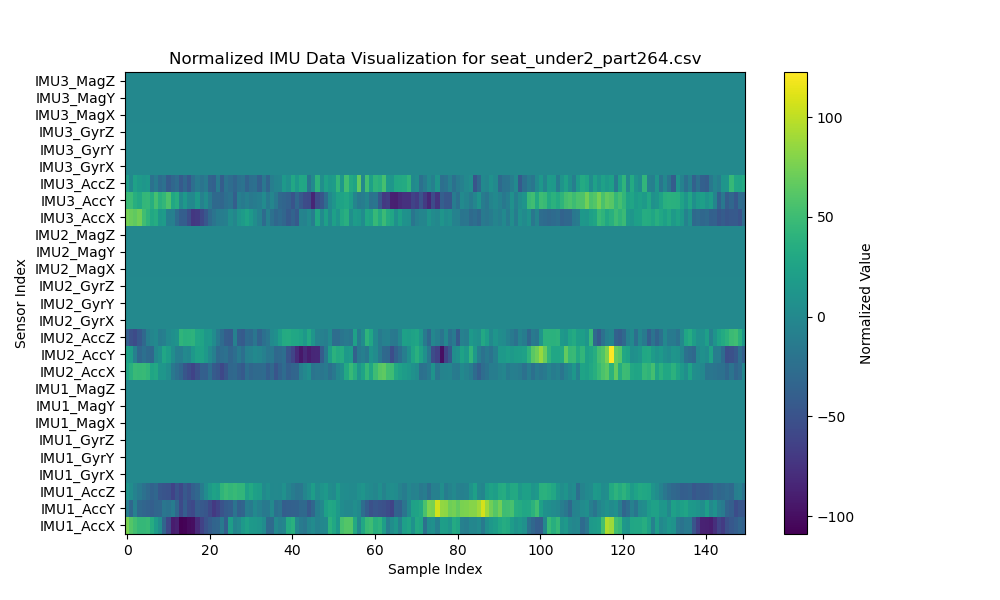 Normalized IMU Data Visualization for seat_under2_part264.csv
IMU3_MagZ
IMU3_MagY
IMU3_MagX
IMU3_GyrZ
IMU3_GyrY
IMU3_GyrX
IMU3_AccZ
IMU3_AccY
IMU3_AccX
IMU2_MagZ
IMU2_MagY
IMU2_MagX
IMU2_GyrZ
IMU2_GyrY
IMU2_GyrX
IMU2_AccZ
IMU2_AccY
IMU2_AccX
IMU1_MagZ
IMU1_MagY
IMU1_MagX
IMU1_GyrZ
IMU1_GyrY
IMU1_GyrX
IMU1_AccZ
IMU1_AccY
IMU1_AccX
Sensor Index
0 20 40 60 80 100 120 140
Sample Index
100
50
0
−50
−100
Normalized Value